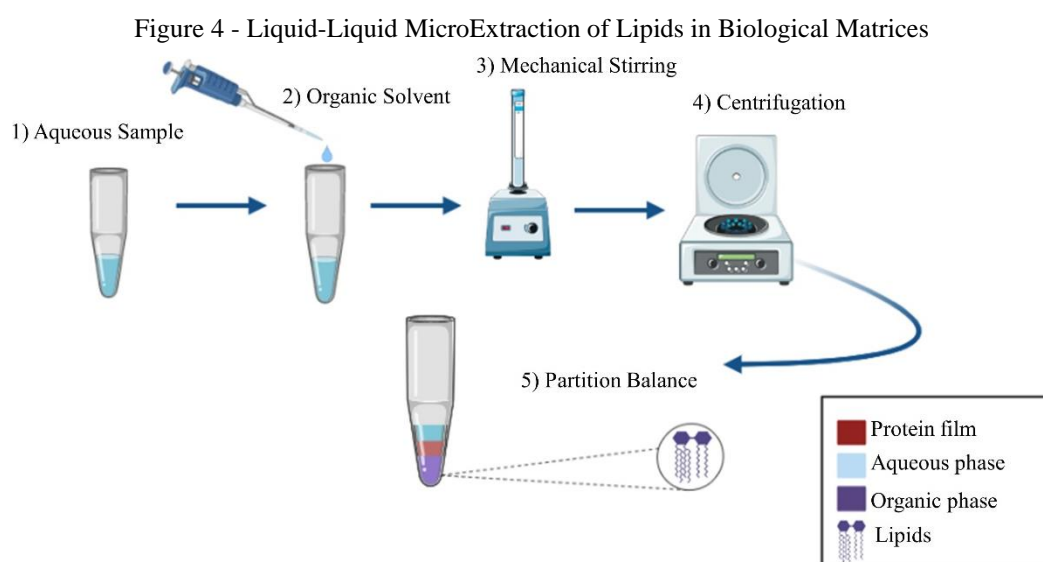 Figure 4 - Liquid-Liquid MicroExtraction of Lipids in Biological Matrices
1) Aqueous Sample
2) Organic Solvent
3) Mechanical Stirring
4) Centrifugation
5) Partition Balance
Protein film
Aqueous phase
Organic phase
Lipids